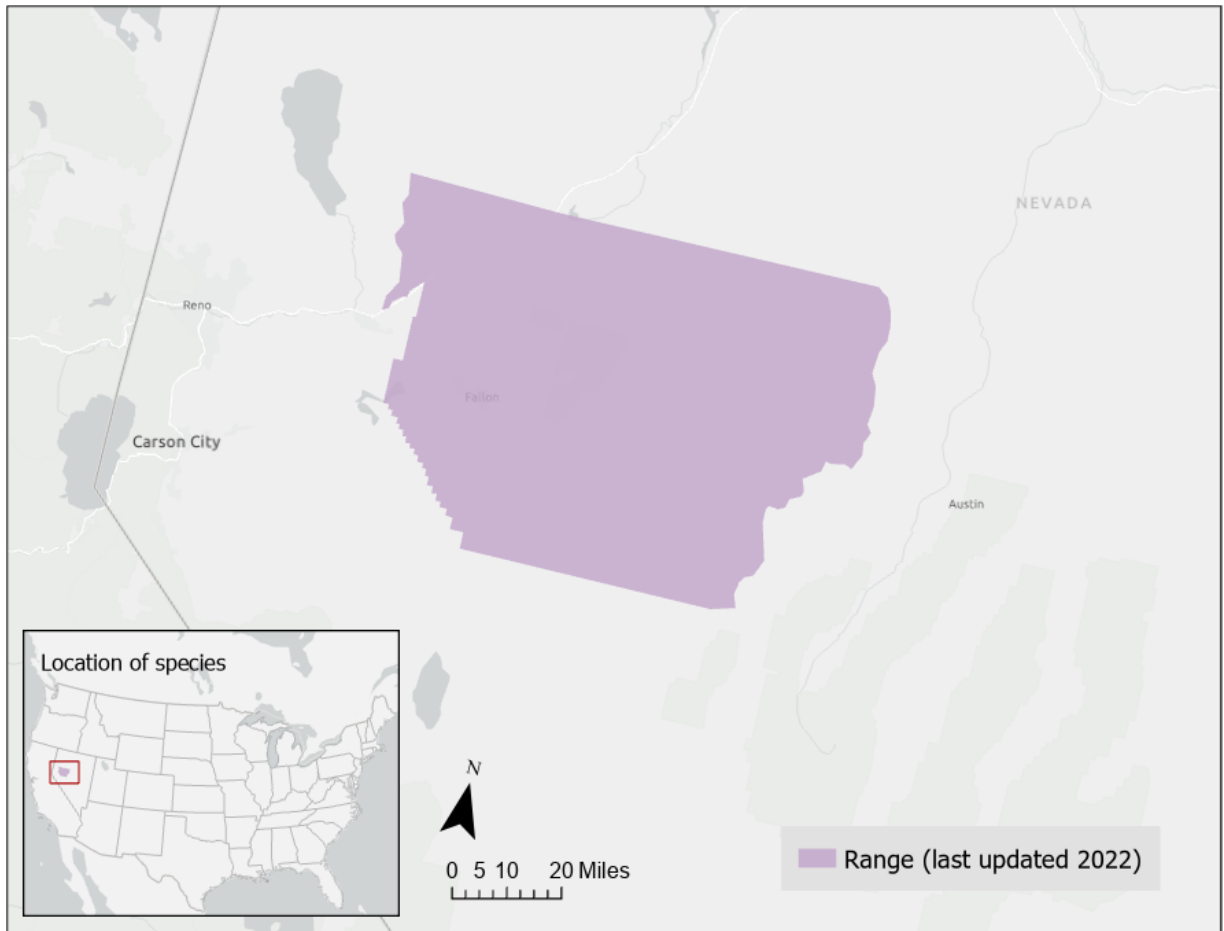 NEVADA
Reno
Fallon
Carson City
Austin
Location of species
N
0 5 10 20 Miles
Range (last updated 2022)